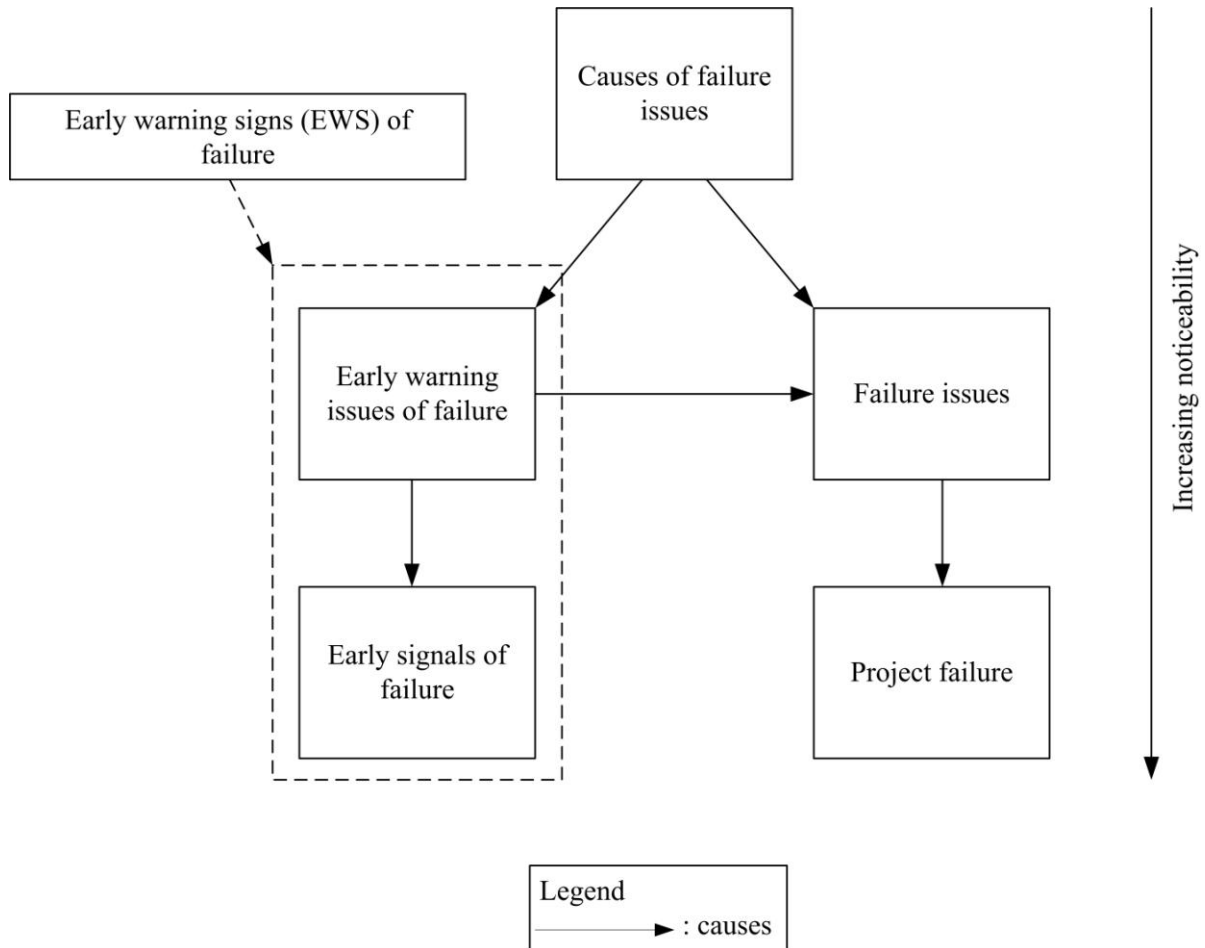 Causes of failure
issues
Early warning signs (EWS) of
failure
Early warning
issues of failure
Failure issues
Increasing noticeability
Early signals of
failure
Project failure
Legend
: causes